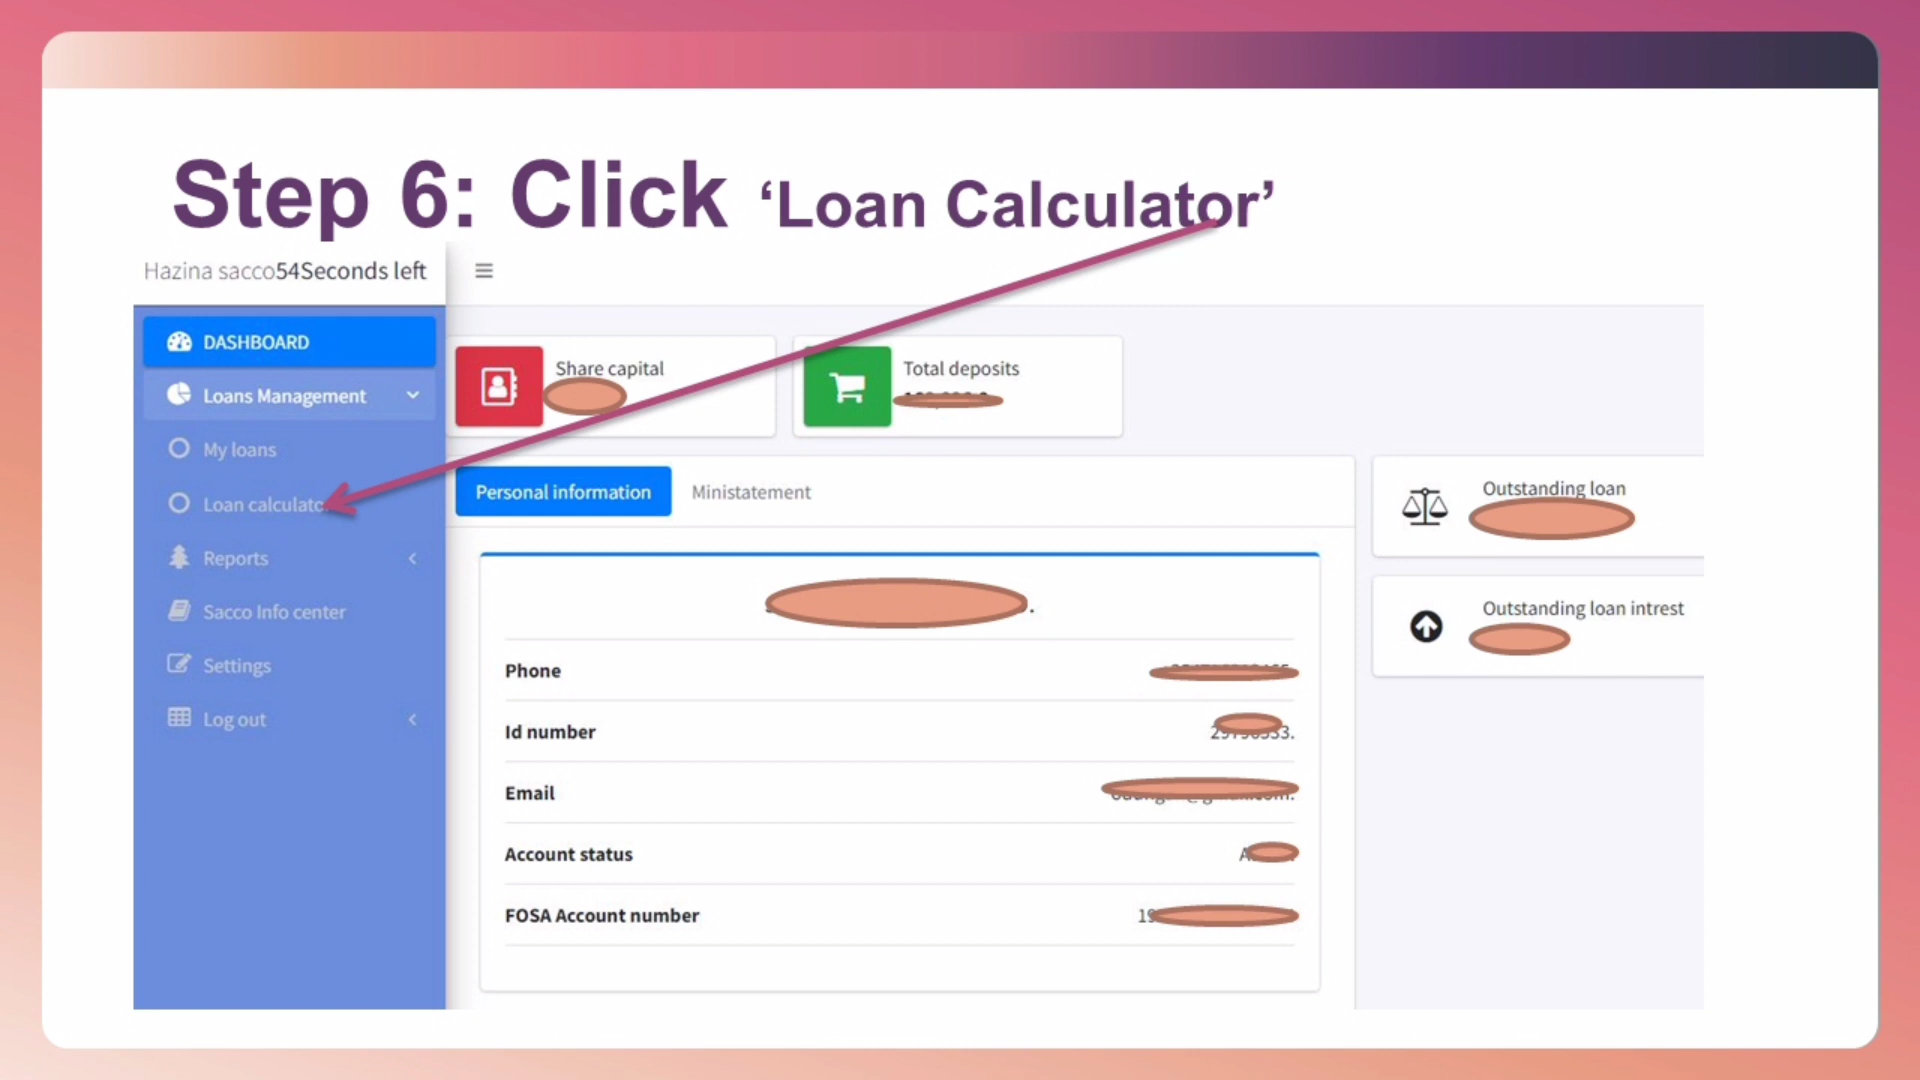 Step 6: Click ‘Loan Calculator’
Hazina sacco54Seconds left
DASHBOARD
Loans Management
My loans
Loan
Reports
Sacco Info center
Settings
Log out
Share capital
Total deposits
Personal information
Ministatement
Outstanding loan
Outstanding loan intrest
Phone
Id number
Email
Account status
FOSA Account number